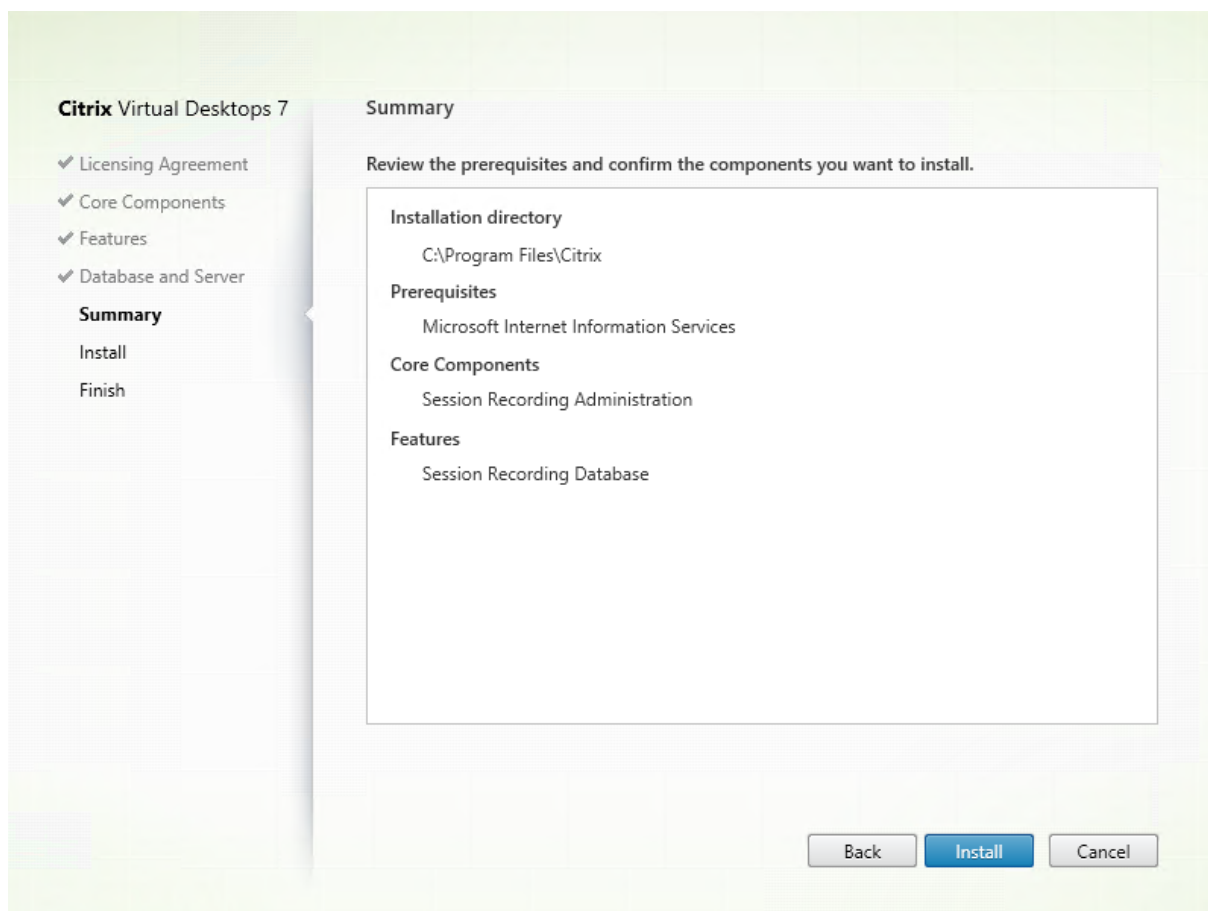 Citrix Virtual Desktops 7
Licensing Agreement
Core Components
Features
Database and Server
Summary
Install
Finish
Summary
Review the prerequisites and confirm the components you want to install.
Installation directory
C:\Program Files\Citrix
Prerequisites
Microsoft Internet Information Services
Core Components
Session Recording Administration
Features
Session Recording Database
Back
Install
Cancel